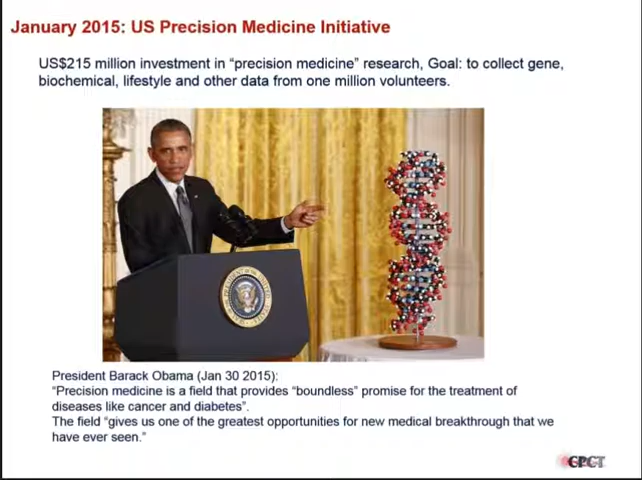 January 2015: US Precision Medicine Initiative
US$215 million investment in “precision medicine” research, Goal: to collect gene,
biochemical, lifestyle and other data from one million volunteers.
President Barack Obama (Jan 30 2015):
“Precision medicine is a field that provides “boundless” promise for the treatment of
diseases like cancer and diabetes”.
The field “gives us one of the greatest opportunities for new medical breakthrough that we
have ever seen.”
CPCT